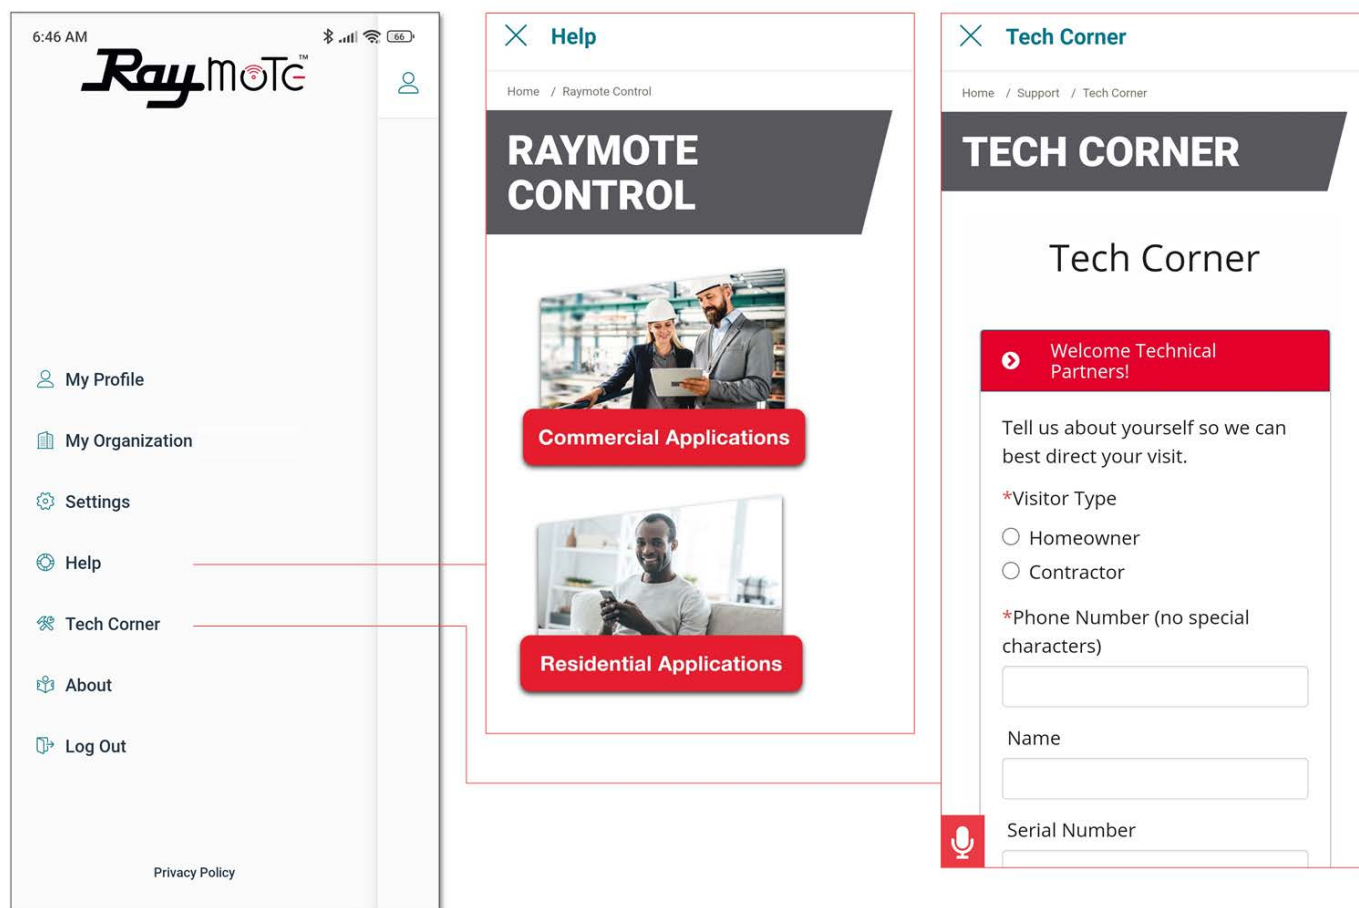 6:46 AM
66
RayMoTe™
My Profile
My Organization
Settings
Help
Tech Corner
About
Log Out
Privacy Policy
Help
Home / Raymote Control
RAYMOTE
CONTROL
Commercial Applications
Residential Applications
Tech Corner
Home / Support / Tech Corner
TECH CORNER
Tech Corner
Welcome Technical
Partners!
Tell us about yourself so we can
best direct your visit.
*Visitor Type
Homeowner
Contractor
*Phone Number (no special
characters)
Name
Serial Number